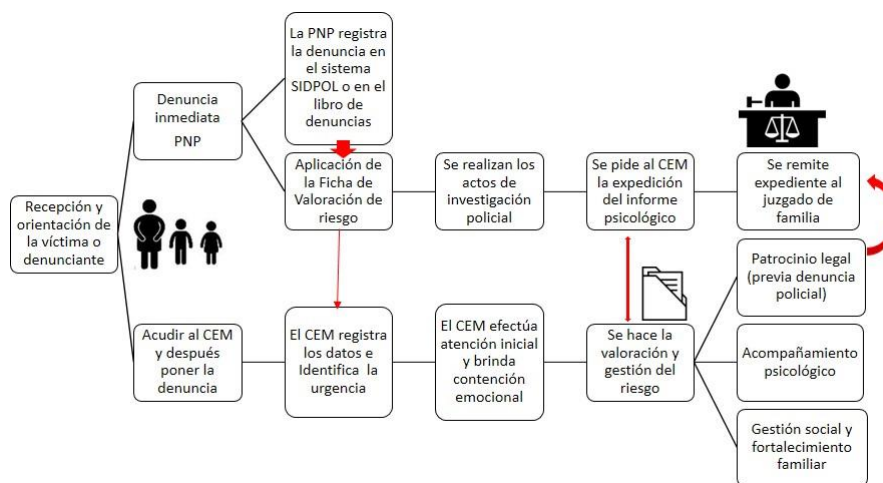 La PNP registra
la denuncia en
el sistema
SIDPOL o en el
libro de
denuncias
Denuncia
inmediata
PNP
Aplicación de
la Ficha de
Valoración de
riesgo
Se realizan los
actos de
investigación
policial
Se pide al CEM
la expedición
del informe
psicológico
Se remite
expediente al
juzgado de
familia
Recepción y
orientación de
la víctima o
denunciante
Patrocinio legal
(previa denuncia
policial)
Acudir al CEM
y después
poner la
denuncia
El CEM registra
los datos e
Identifica la
urgencia
El CEM efectúa
atención inicial
y brinda
contención
emocional
Se hace la
valoración y
gestión del
riesgo
Acompañamiento
psicológico
Gestión social y
fortalecimiento
familiar